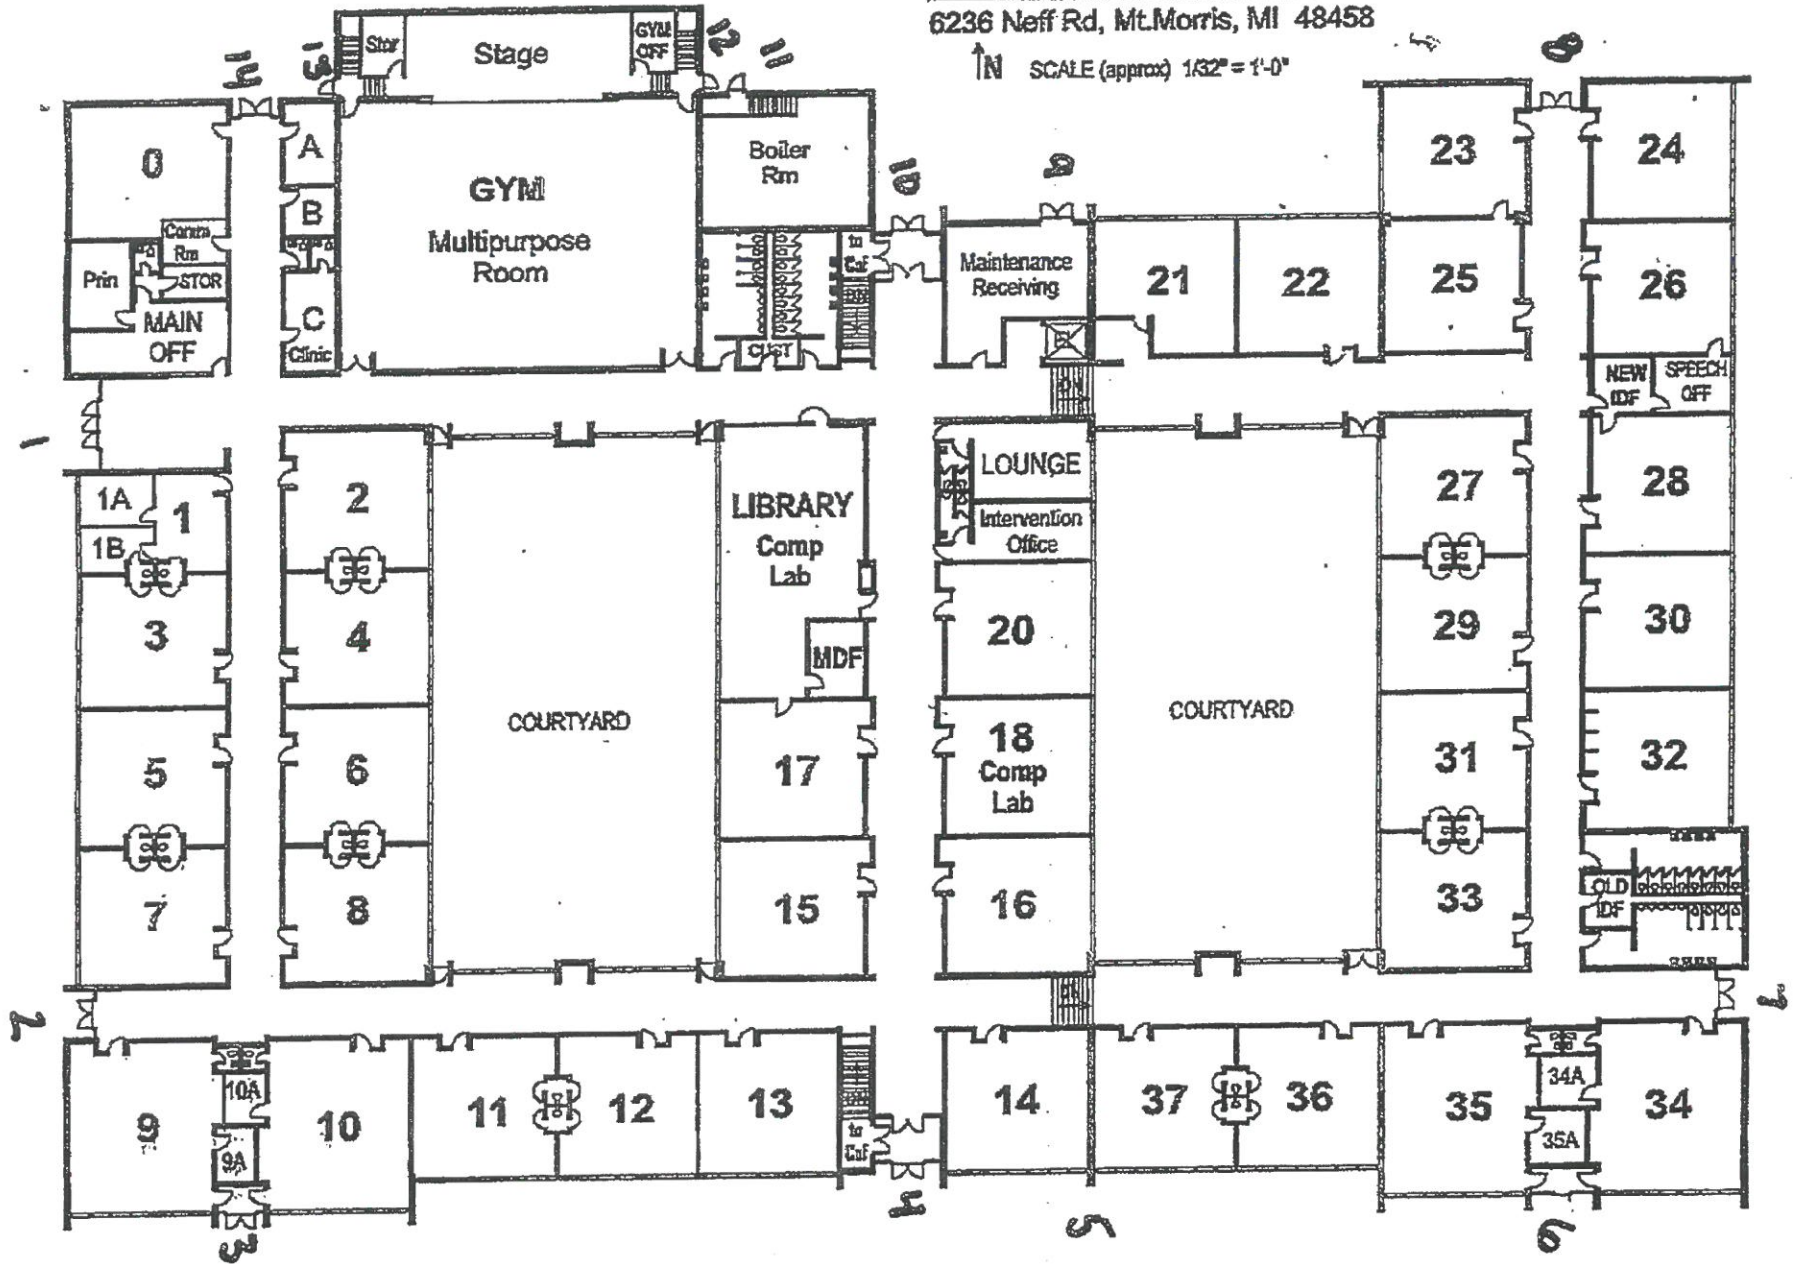 6236 Neff Rd, Mt.Morris, MI 48458
N SCALE (approx) 1/32" = 1'-0"
14
13
12
11
8
Stor
Stage
GYM
OFF
0
A
B
C
Clinic
Comm
Rm
Prin
STOR
MAIN
OFF
GYM
Multipurpose
Room
Boiler
Rm
CUST
to
Caf
DN
10
9
Maintenance
Receiving
E
DN
21
22
23
24
25
26
NEW
IDF
SPEECH
OFF
1
1A
1
1B
2
3
4
5
6
7
8
COURTYARD
LIBRARY
Comp
Lab
MDF
17
15
LOUNGE
Intervention
Office
20
18
Comp
Lab
16
COURTYARD
27
28
29
30
31
32
33
OLD
IDF
2
7
9
10A
9A
10
11
12
13
to
Caf
14
37
36
35
34A
35A
34
3
4
5
6